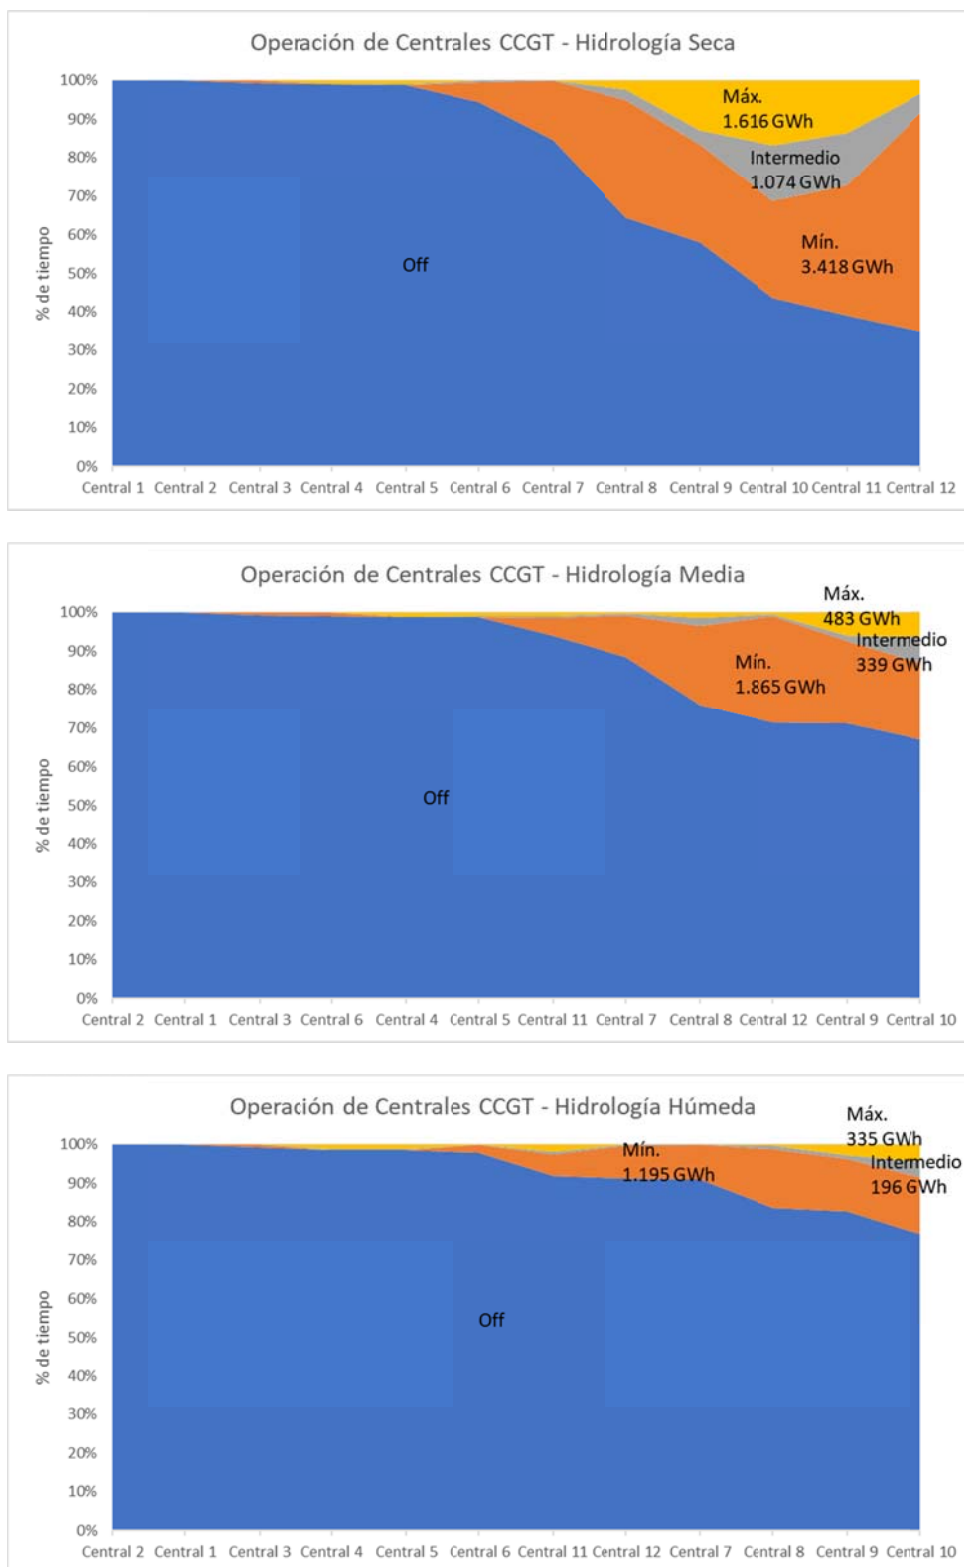 Operación de Centrales CCGT - Hidrología Seca
% de tiempo
100%
90%
80%
70%
60%
50%
40%
30%
20%
10%
0%
Máx.
1.616 GWh
Intermedio
1.074 GWh
Mín.
3.418 GWh
Off
Central 1 Central 2 Central 3 Central 4 Central 5 Central 6 Central 7 Central 8 Central 9 Central 10 Central 11 Central 12
Operación de Centrales CCGT - Hidrología Media
% de tiempo
100%
90%
80%
70%
60%
50%
40%
30%
20%
10%
0%
Máx.
483 GWh
Intermedio
339 GWh
Mín.
1.865 GWh
Off
Central 2 Central 1 Central 3 Central 6 Central 4 Central 5 Central 11 Central 7 Central 8 Central 12 Central 9 Central 10
Operación de Centrales CCGT - Hidrología Húmeda
% de tiempo
100%
90%
80%
70%
60%
50%
40%
30%
20%
10%
0%
Máx.
335 GWh
Intermedio
196 GWh
Mín.
1.195 GWh
Off
Central 2 Central 1 Central 3 Central 4 Central 5 Central 6 Central 11 Central 12 Central 7 Central 8 Central 9 Central 10